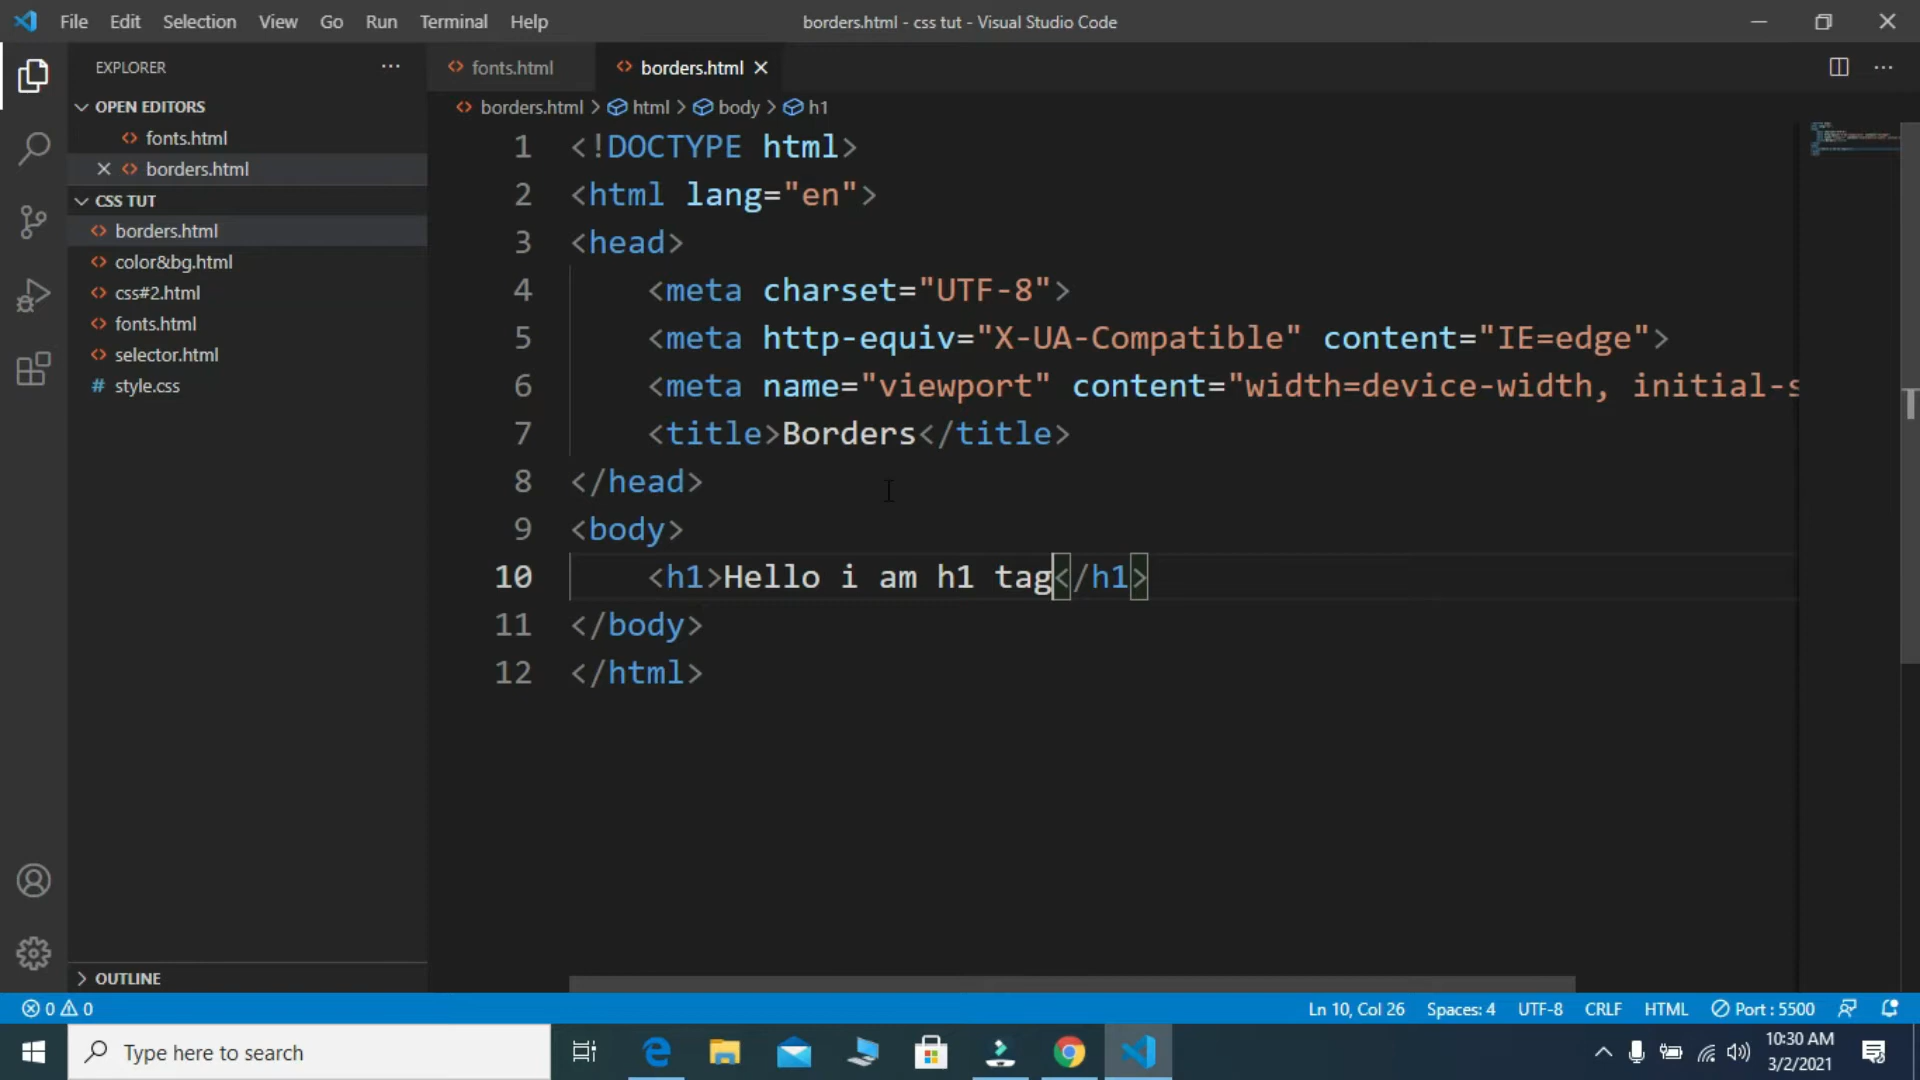 File Edit Selection View Go Run Terminal Help
borders.html - css tut - Visual Studio Code
EXPLORER
fonts.html
borders.html
OPEN EDITORS
borders.html > html > body > h1
fonts.html
borders.html
CSS TUT
borders.html
color&bg.html
css#2.html
fonts.html
selector.html
# style.css
1 <!DOCTYPE html>
2 <html lang="en">
3 <head>
4 <meta charset="UTF-8">
5 <meta http-equiv="X-UA-Compatible" content="IE=edge">
6 <meta name="viewport" content="width=device-width, initial-s
7 <title>Borders</title>
8 </head>
9 <body>
10 <h1>Hello i am h1 tag</h1>
11 </body>
12 </html>
OUTLINE
0 0
Ln 10, Col 26 Spaces: 4 UTF-8 CRLF HTML Port : 5500
Type here to search
10:30 AM
3/2/2021